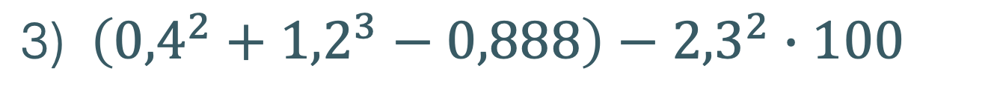 3) (0,4² + 1,2³ − 0,888) − 2,3² · 100